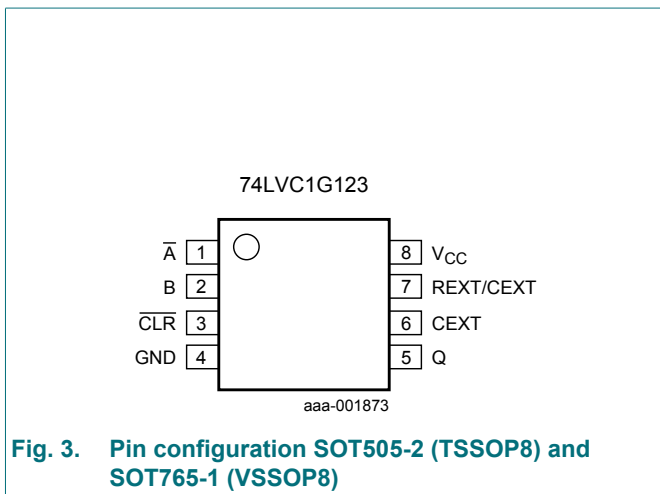 74LVC1G123
A̅ 1 8 VCC
B 2 7 REXT/CEXT
C̅L̅R̅ 3 6 CEXT
GND 4 5 Q
aaa-001873
Fig. 3. Pin configuration SOT505-2 (TSSOP8) and
SOT765-1 (VSSOP8)